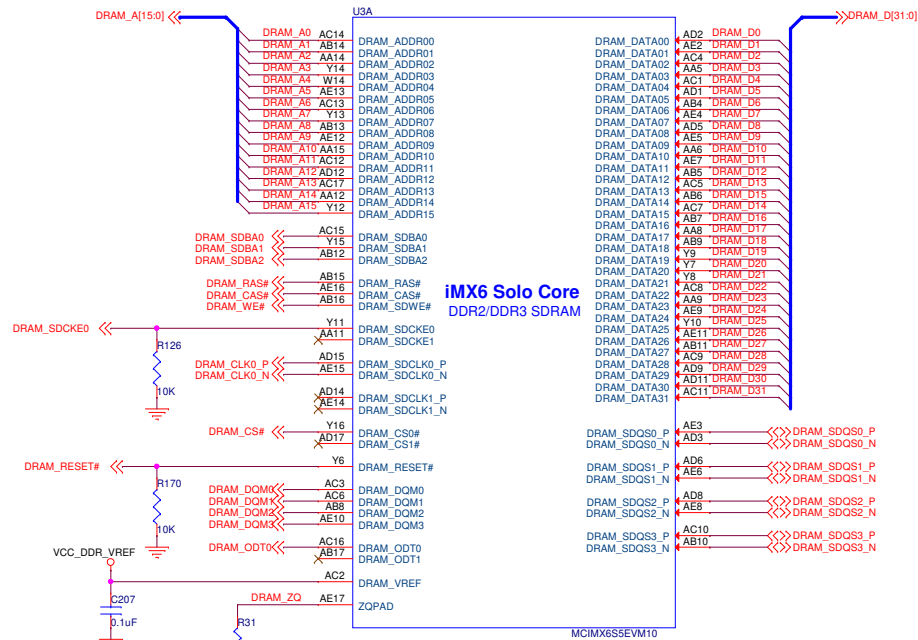 U3A
DRAM_A[15:0] DRAM_D[31:0]
DRAM_A0 AC14 DRAM_ADDR00 DRAM_DATA00 AD2 DRAM_D0
DRAM_A1 AB14 DRAM_ADDR01 DRAM_DATA01 AE2 DRAM_D1
DRAM_A2 AA14 DRAM_ADDR02 DRAM_DATA02 AC4 DRAM_D2
DRAM_A3 Y14 DRAM_ADDR03 DRAM_DATA03 AA5 DRAM_D3
DRAM_A4 W14 DRAM_ADDR04 DRAM_DATA04 AC1 DRAM_D4
DRAM_A5 AE13 DRAM_ADDR05 DRAM_DATA05 AD1 DRAM_D5
DRAM_A6 AC13 DRAM_ADDR06 DRAM_DATA06 AB4 DRAM_D6
DRAM_A7 Y13 DRAM_ADDR07 DRAM_DATA07 AE4 DRAM_D7
DRAM_A8 AB13 DRAM_ADDR08 DRAM_DATA08 AD5 DRAM_D8
DRAM_A9 AE12 DRAM_ADDR09 DRAM_DATA09 AE5 DRAM_D9
DRAM_A10 AA15 DRAM_ADDR10 DRAM_DATA10 AA6 DRAM_D10
DRAM_A11 AC12 DRAM_ADDR11 DRAM_DATA11 AE7 DRAM_D11
DRAM_A12 AD12 DRAM_ADDR12 DRAM_DATA12 AB5 DRAM_D12
DRAM_A13 AC17 DRAM_ADDR13 DRAM_DATA13 AC5 DRAM_D13
DRAM_A14 AA12 DRAM_ADDR14 DRAM_DATA14 AB6 DRAM_D15
DRAM_A15 Y12 DRAM_ADDR15 DRAM_DATA15 AC7 DRAM_D14
DRAM_DATA16 AB7 DRAM_D16
DRAM_SDBA0 AC15 DRAM_SDBA0 DRAM_DATA17 AA8 DRAM_D17
DRAM_SDBA1 Y15 DRAM_SDBA1 DRAM_DATA18 AB9 DRAM_D18
DRAM_SDBA2 AB12 DRAM_SDBA2 DRAM_DATA19 Y9 DRAM_D19
DRAM_DATA20 Y7 DRAM_D20
DRAM_RAS# AB15 DRAM_RAS# DRAM_DATA21 Y8 DRAM_D21
DRAM_CAS# AE16 DRAM_CAS# DRAM_DATA22 AC8 DRAM_D22
DRAM_WE# AB16 DRAM_SDWE# DRAM_DATA23 AA9 DRAM_D23
iMX6 Solo Core
DDR2/DDR3 SDRAM
DRAM_DATA24 AE9 DRAM_D24
DRAM_SDCKE0 Y11 DRAM_SDCKE0 DRAM_DATA25 Y10 DRAM_D25
AA11 DRAM_SDCKE1 DRAM_DATA26 AE11 DRAM_D26
R126 DRAM_DATA27 AB11 DRAM_D27
DRAM_CLK0_P AD15 DRAM_SDCLK0_P DRAM_DATA28 AC9 DRAM_D28
DRAM_CLK0_N AE15 DRAM_SDCLK0_N DRAM_DATA29 AD9 DRAM_D29
10K DRAM_DATA30 AD11 DRAM_D30
AD14 DRAM_SDCLK1_P DRAM_DATA31 AC11 DRAM_D31
AE14 DRAM_SDCLK1_N
DRAM_CS# Y16 DRAM_CS0# DRAM_SDQS0_P AE3 DRAM_SDQS0_P
AD17 DRAM_CS1# DRAM_SDQS0_N AD3 DRAM_SDQS0_N
DRAM_RESET# Y6 DRAM_RESET# DRAM_SDQS1_P AD6 DRAM_SDQS1_P
R170 DRAM_SDQS1_N AE6 DRAM_SDQS1_N
DRAM_DQM0 AC3 DRAM_DQM0
DRAM_DQM1 AC6 DRAM_DQM1 DRAM_SDQS2_P AD8 DRAM_SDQS2_P
DRAM_DQM2 AB8 DRAM_DQM2 DRAM_SDQS2_N AE8 DRAM_SDQS2_N
DRAM_DQM3 AE10 DRAM_DQM3
10K DRAM_SDQS3_P AC10 DRAM_SDQS3_P
DRAM_ODT0 AC16 DRAM_ODT0 DRAM_SDQS3_N AB10 DRAM_SDQS3_N
VCC_DDR_VREF AB17 DRAM_ODT1
AC2 DRAM_VREF
C207 DRAM_ZQ AE17 ZQPAD
0.1uF R31
MCIMX6S5EVM10